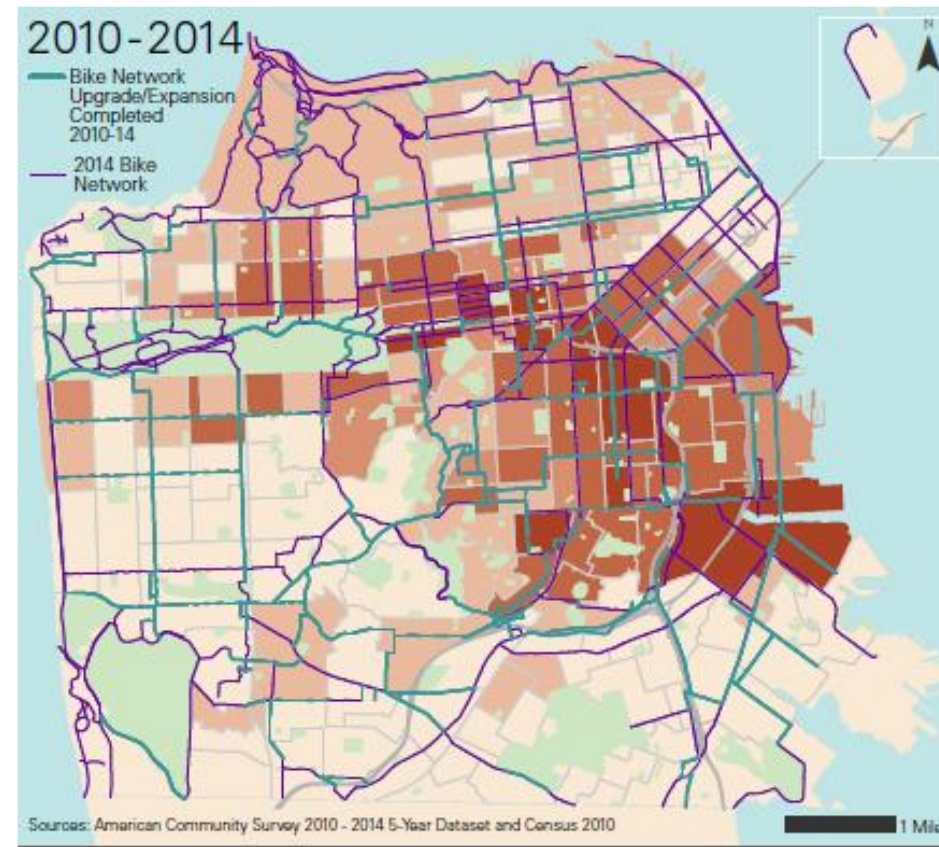 2010-2014
Bike Network
Upgrade/Expansion
Completed
2010-14
2014 Bike
Network
N
Sources: American Community Survey 2010 - 2014 5-Year Dataset and Census 2010
1 Mile